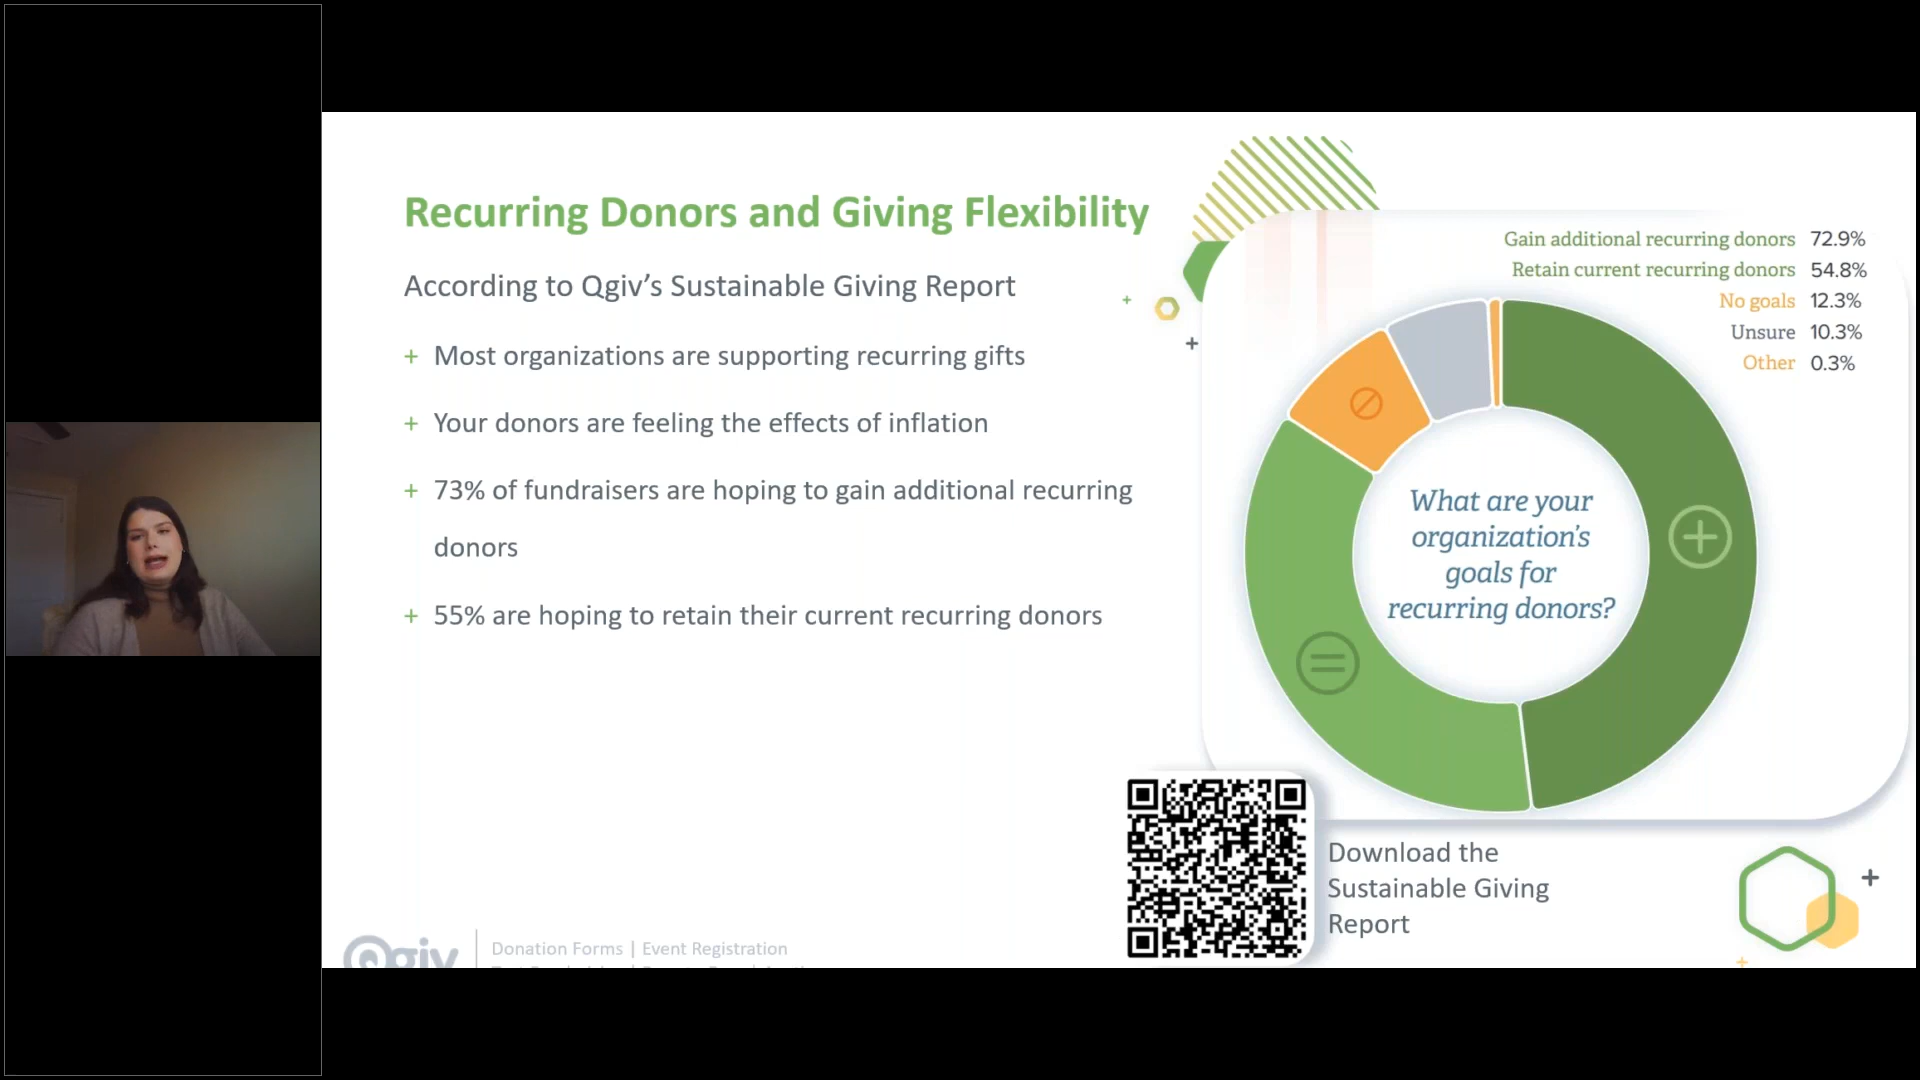 Recurring Donors and Giving Flexibility
According to Qgiv’s Sustainable Giving Report
+ Most organizations are supporting recurring gifts
+ Your donors are feeling the effects of inflation
+ 73% of fundraisers are hoping to gain additional recurring
donors
+ 55% are hoping to retain their current recurring donors
Gain additional recurring donors 72.9%
Retain current recurring donors 54.8%
No goals 12.3%
Unsure 10.3%
Other 0.3%
What are your
organization's
goals for
recurring donors?
Download the
Sustainable Giving
Report
Qgiv
Donation Forms | Event Registration